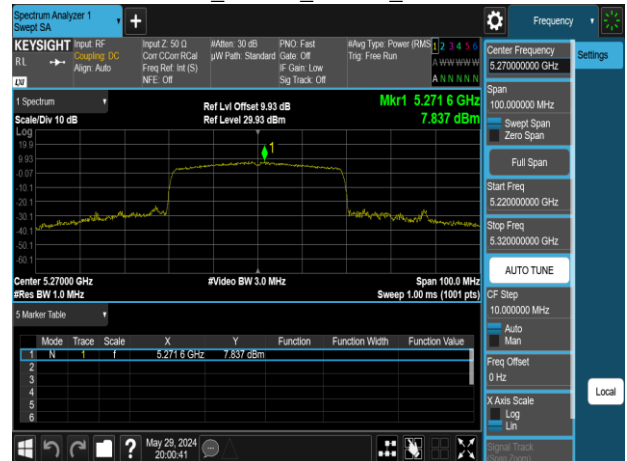 Spectrum Analyzer 1
Swept SA
Frequency
KEYSIGHT
RL
LXI
Input: RF
Coupling: DC
Align: Auto
Input Z: 50 Ω
Corr CCorr RCal
Freq Ref: Int (S)
NFE: Off
#Atten: 30 dB
µW Path: Standard
PNO: Fast
Gate: Off
IF Gain: Low
Sig Track: Off
#Avg Type: Power (RMS
Trig: Free Run
1 2 3 4 5 6
A W W W W W
A N N N N N
1 Spectrum
Scale/Div 10 dB
Ref Lvl Offset 9.93 dB
Ref Level 29.93 dBm
Mkr1 5.271 6 GHz
7.837 dBm
Log
19.9
9.93
-0.07
-10.1
-20.1
-30.1
-40.1
-50.1
-60.1
1
Center 5.27000 GHz
#Res BW 1.0 MHz
#Video BW 3.0 MHz
Span 100.0 MHz
Sweep 1.00 ms (1001 pts)
5 Marker Table
Mode Trace Scale X Y Function Function Width Function Value
1 N 1 f 5.271 6 GHz 7.837 dBm
2
3
4
5
6
May 29, 2024
20:00:41
Center Frequency
5.270000000 GHz
Span
100.000000 MHz
Swept Span
Zero Span
Full Span
Start Freq
5.220000000 GHz
Stop Freq
5.320000000 GHz
AUTO TUNE
CF Step
10.000000 MHz
Auto
Man
Freq Offset
0 Hz
X Axis Scale
Log
Lin
Signal Track
(Span Zoom)
Settings
Local